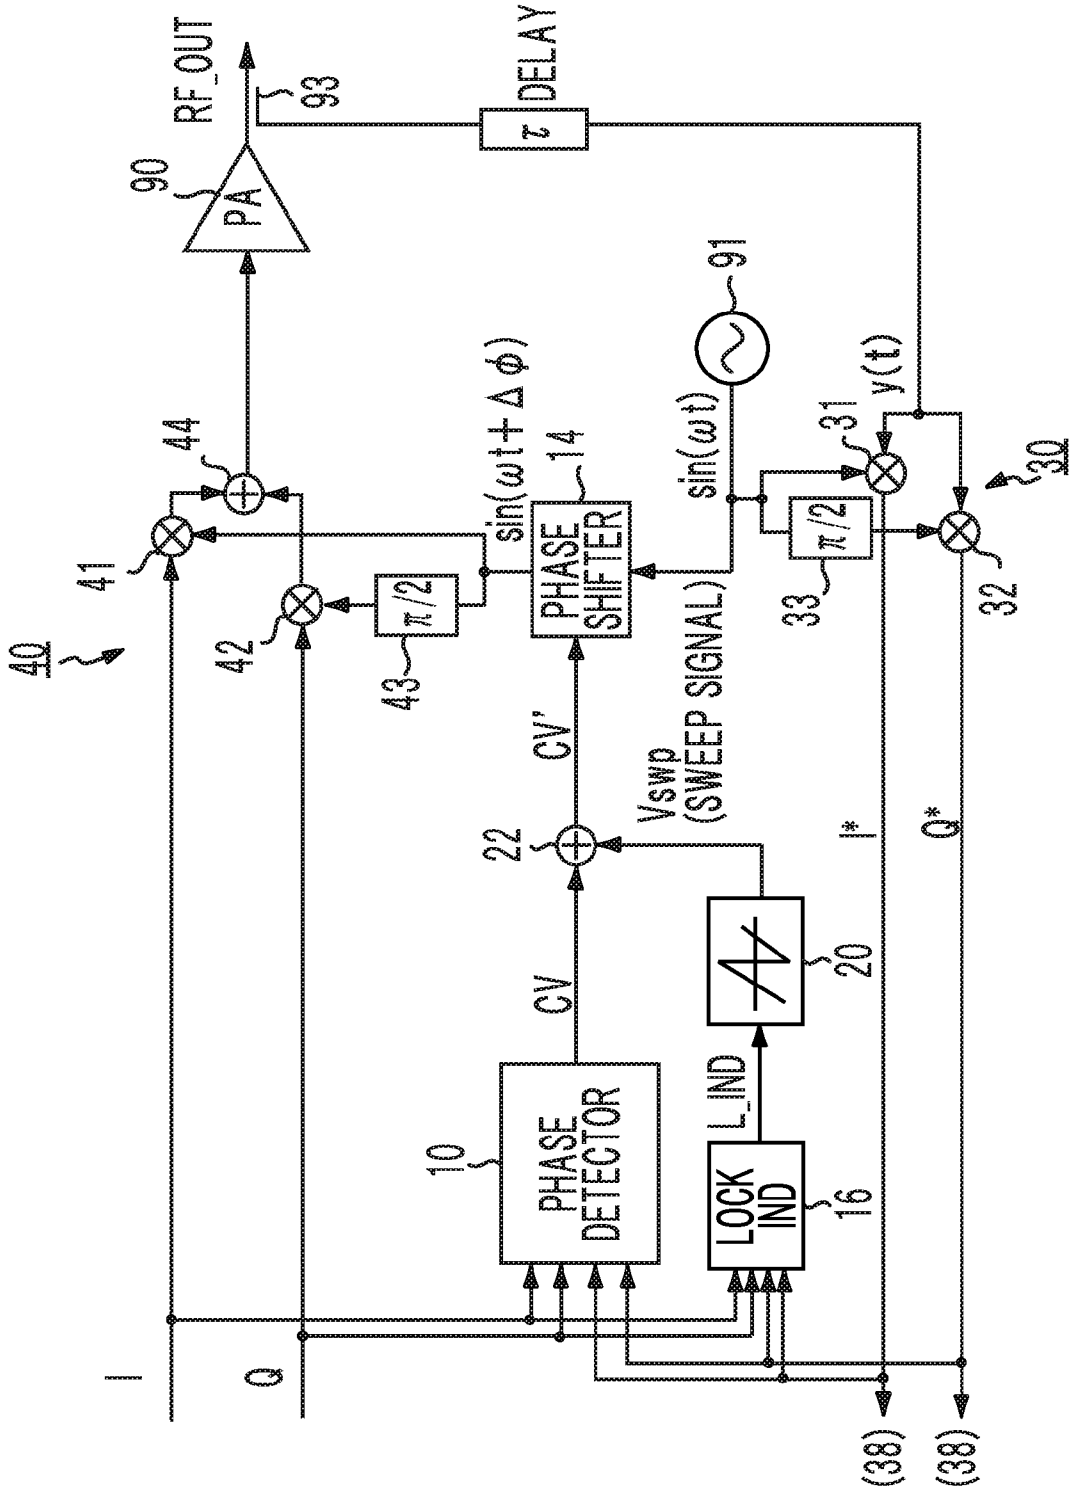 40
41
44
90
RF_OUT
PA
93
I
Q
42
43
π/2
sin(ωt+Δφ)
τ
DELAY
10
PHASE
DETECTOR
CV
22
CV'
PHASE
SHIFTER
14
sin(ωt)
91
LOCK
IND
16
L_IND
20
Vswp
(SWEEP SIGNAL)
33
π/2
31
y(t)
32
30
I*
Q*
(38)
(38)